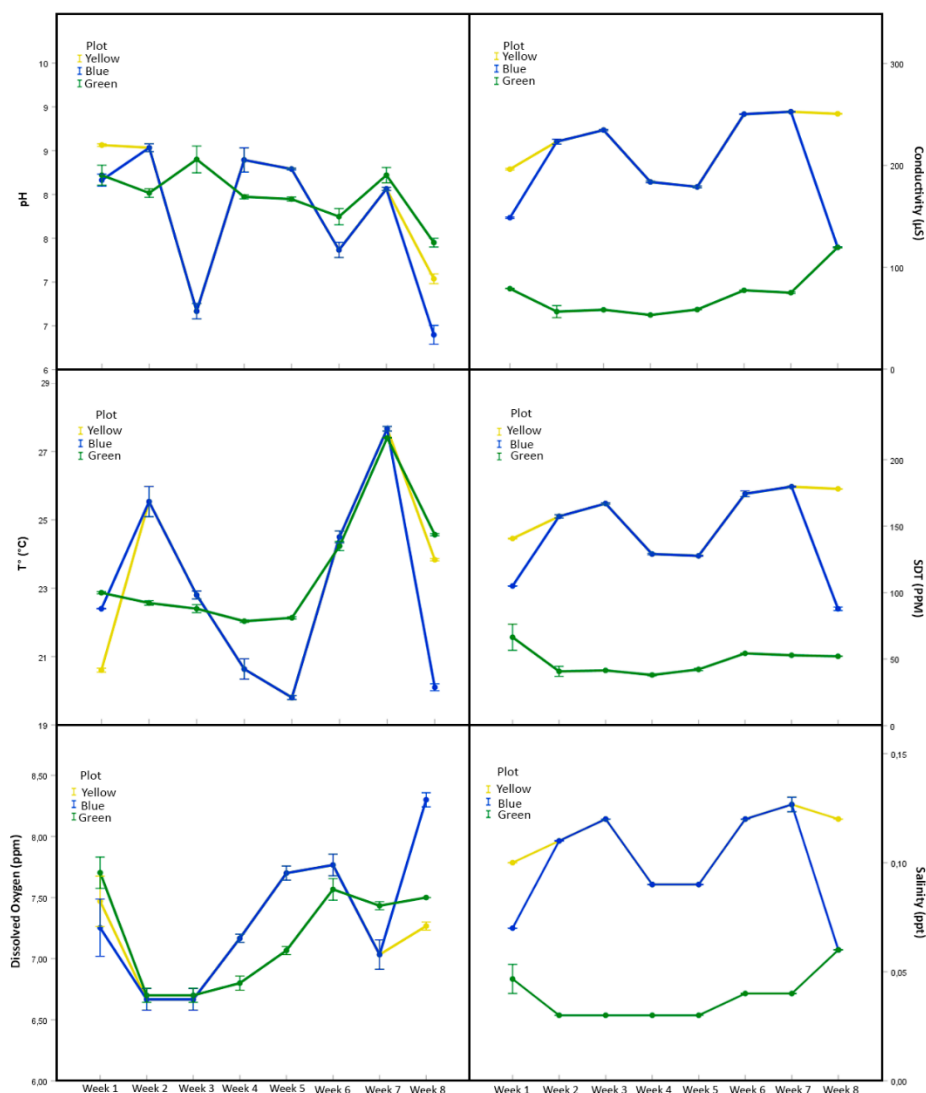 Plot
Yellow
Blue
Green
10
9
9
8
8
7
7
6
pH
Plot
Yellow
Blue
Green
300
200
100
0
Conductivity (µS)
Plot
Yellow
Blue
Green
29
27
25
23
21
19
T° (°C)
Plot
Yellow
Blue
Green
200
150
100
50
0
SDT (PPM)
Plot
Yellow
Blue
Green
8,50
8,00
7,50
7,00
6,50
6,00
Dissolved Oxygen (ppm)
Week 1 Week 2 Week 3 Week 4 Week 5 Week 6 Week 7 Week 8
Plot
Yellow
Blue
Green
0,15
0,10
0,05
0,00
Salinity (ppt)
Week 1 Week 2 Week 3 Week 4 Week 5 Week 6 Week 7 Week 8